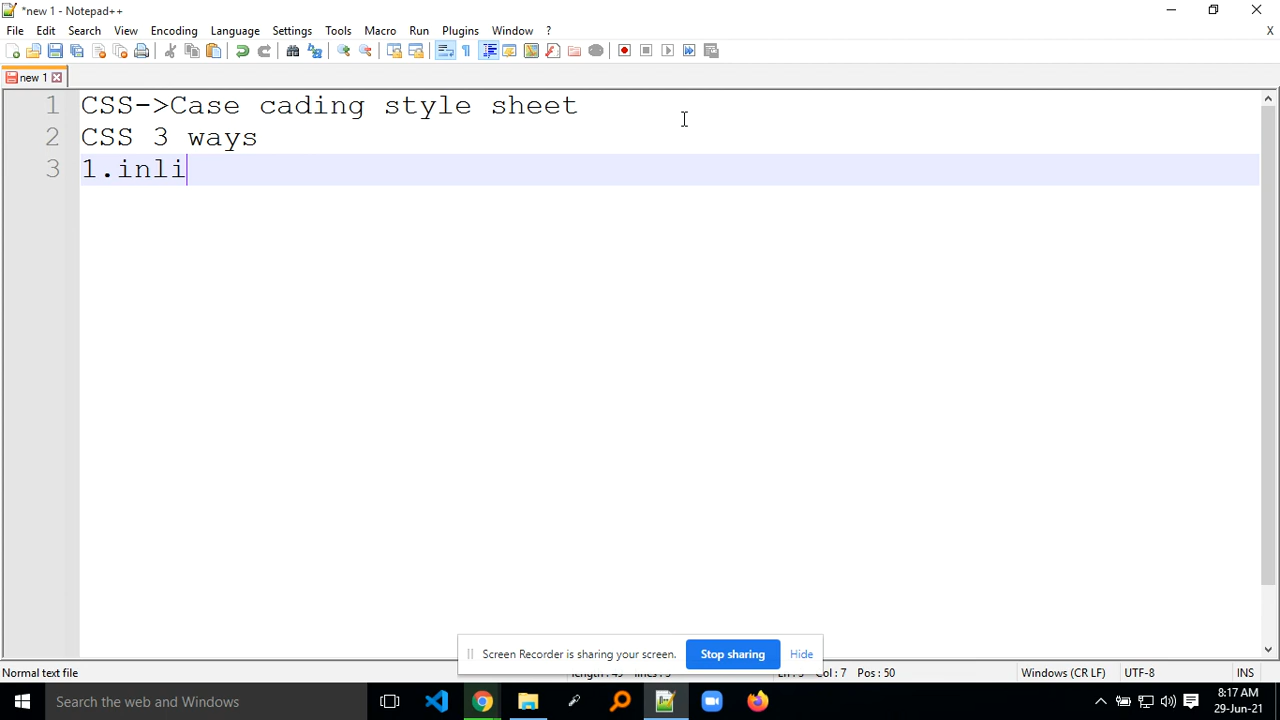 *new 1 - Notepad++
File Edit Search View Encoding Language Settings Tools Macro Run Plugins Window ? X
new 1
1 CSS->Case cading style sheet
2 CSS 3 ways
3 1.inli
Screen Recorder is sharing your screen. Stop sharing Hide
Normal text file Col : 7 Pos : 50 Windows (CR LF) UTF-8 INS
Search the web and Windows
8:17 AM
29-Jun-21